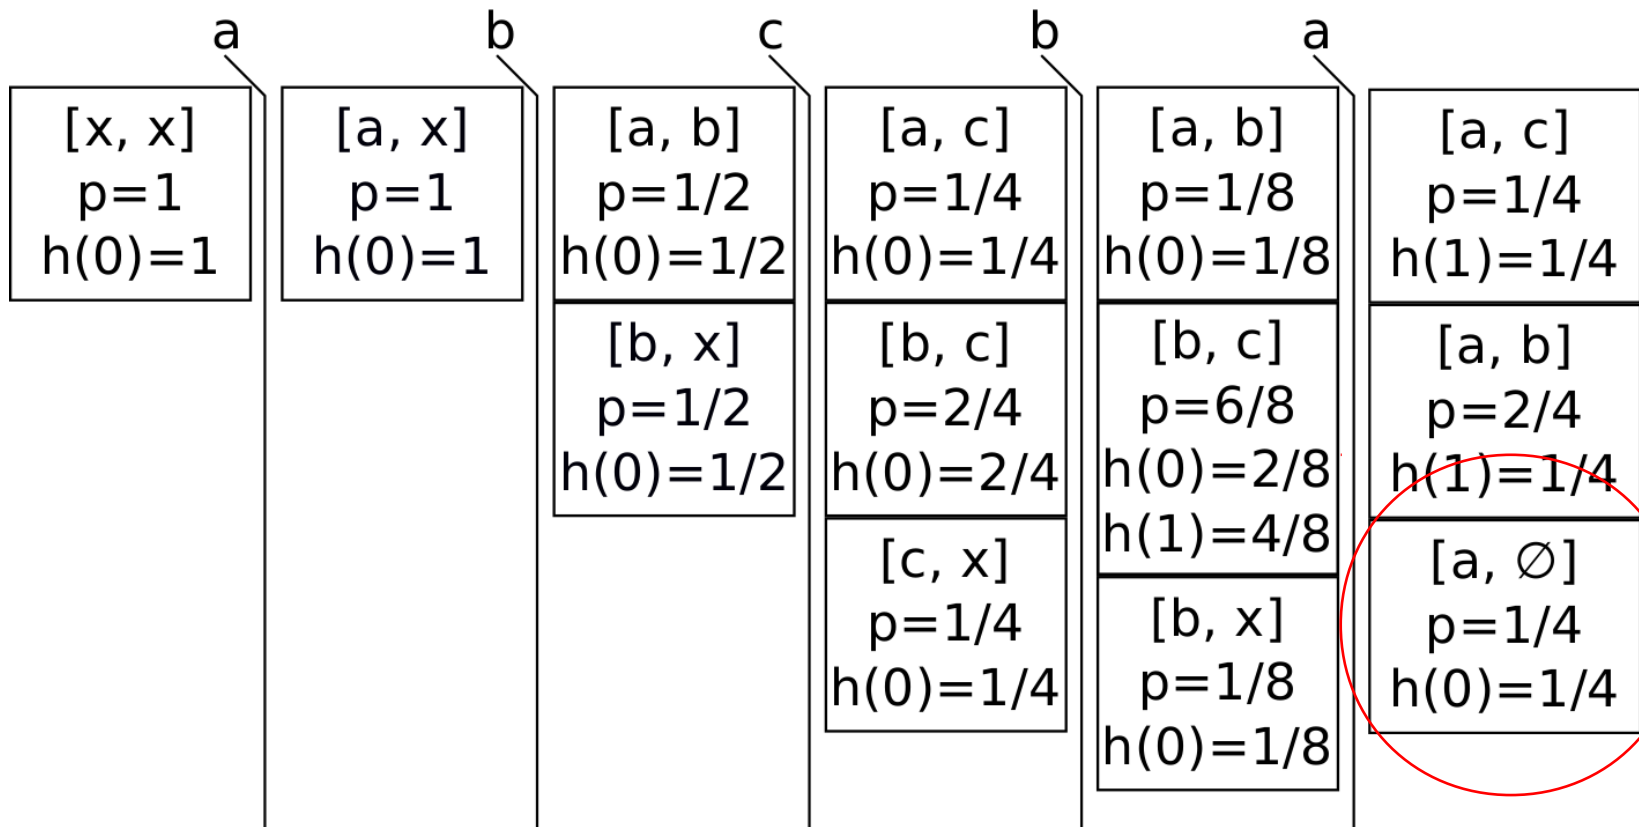 a
b
c
b
a
[x, x]
p=1
h(0)=1
[a, x]
p=1
h(0)=1
[a, b]
p=1/2
h(0)=1/2
[b, x]
p=1/2
h(0)=1/2
[a, c]
p=1/4
h(0)=1/4
[b, c]
p=2/4
h(0)=2/4
[c, x]
p=1/4
h(0)=1/4
[a, b]
p=1/8
h(0)=1/8
[b, c]
p=6/8
h(0)=2/8
h(1)=4/8
[b, x]
p=1/8
h(0)=1/8
[a, c]
p=1/4
h(1)=1/4
[a, b]
p=2/4
h(1)=1/4
[a, ∅]
p=1/4
h(0)=1/4